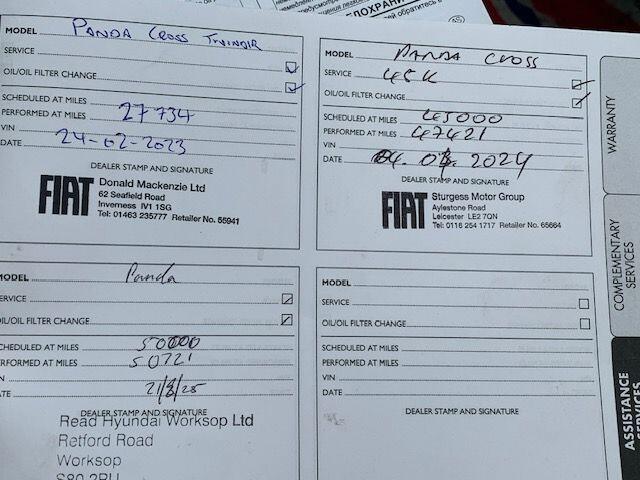 MODEL PANDA CROSS TWINAIR
SERVICE
OIL/OIL FILTER CHANGE
SCHEDULED AT MILES
PERFORMED AT MILES 27734
VIN
DATE 24-02-2023
DEALER STAMP AND SIGNATURE
FIAT
Donald Mackenzie Ltd
62 Seafield Road
Inverness IV1 1SG
Tel: 01463 235777 Retailer No. 55941
MODEL PANDA CROSS
SERVICE 45K
OIL/OIL FILTER CHANGE
SCHEDULED AT MILES 45000
PERFORMED AT MILES 47421
VIN
DATE 2024
DEALER STAMP AND SIGNATURE
FIAT
Sturgess Motor Group
Aylestone Road
Leicester LE2 7QN
Tel: 0116 254 1717 Retailer No. 65664
MODEL Panda
SERVICE
OIL/OIL FILTER CHANGE
CHEDULED AT MILES 50000
RFORMED AT MILES 50721
N
TE 21/8/25
DEALER STAMP AND SIGNATURE
Read Hyundai Worksop Ltd
Retford Road
Worksop
MODEL
SERVICE
OIL/OIL FILTER CHANGE
SCHEDULED AT MILES
PERFORMED AT MILES
VIN
DATE
DEALER STAMP AND SIGNATURE
WARRANTY
COMPLEMENTARY
SERVICES
ASSISTANCE
SERVICES